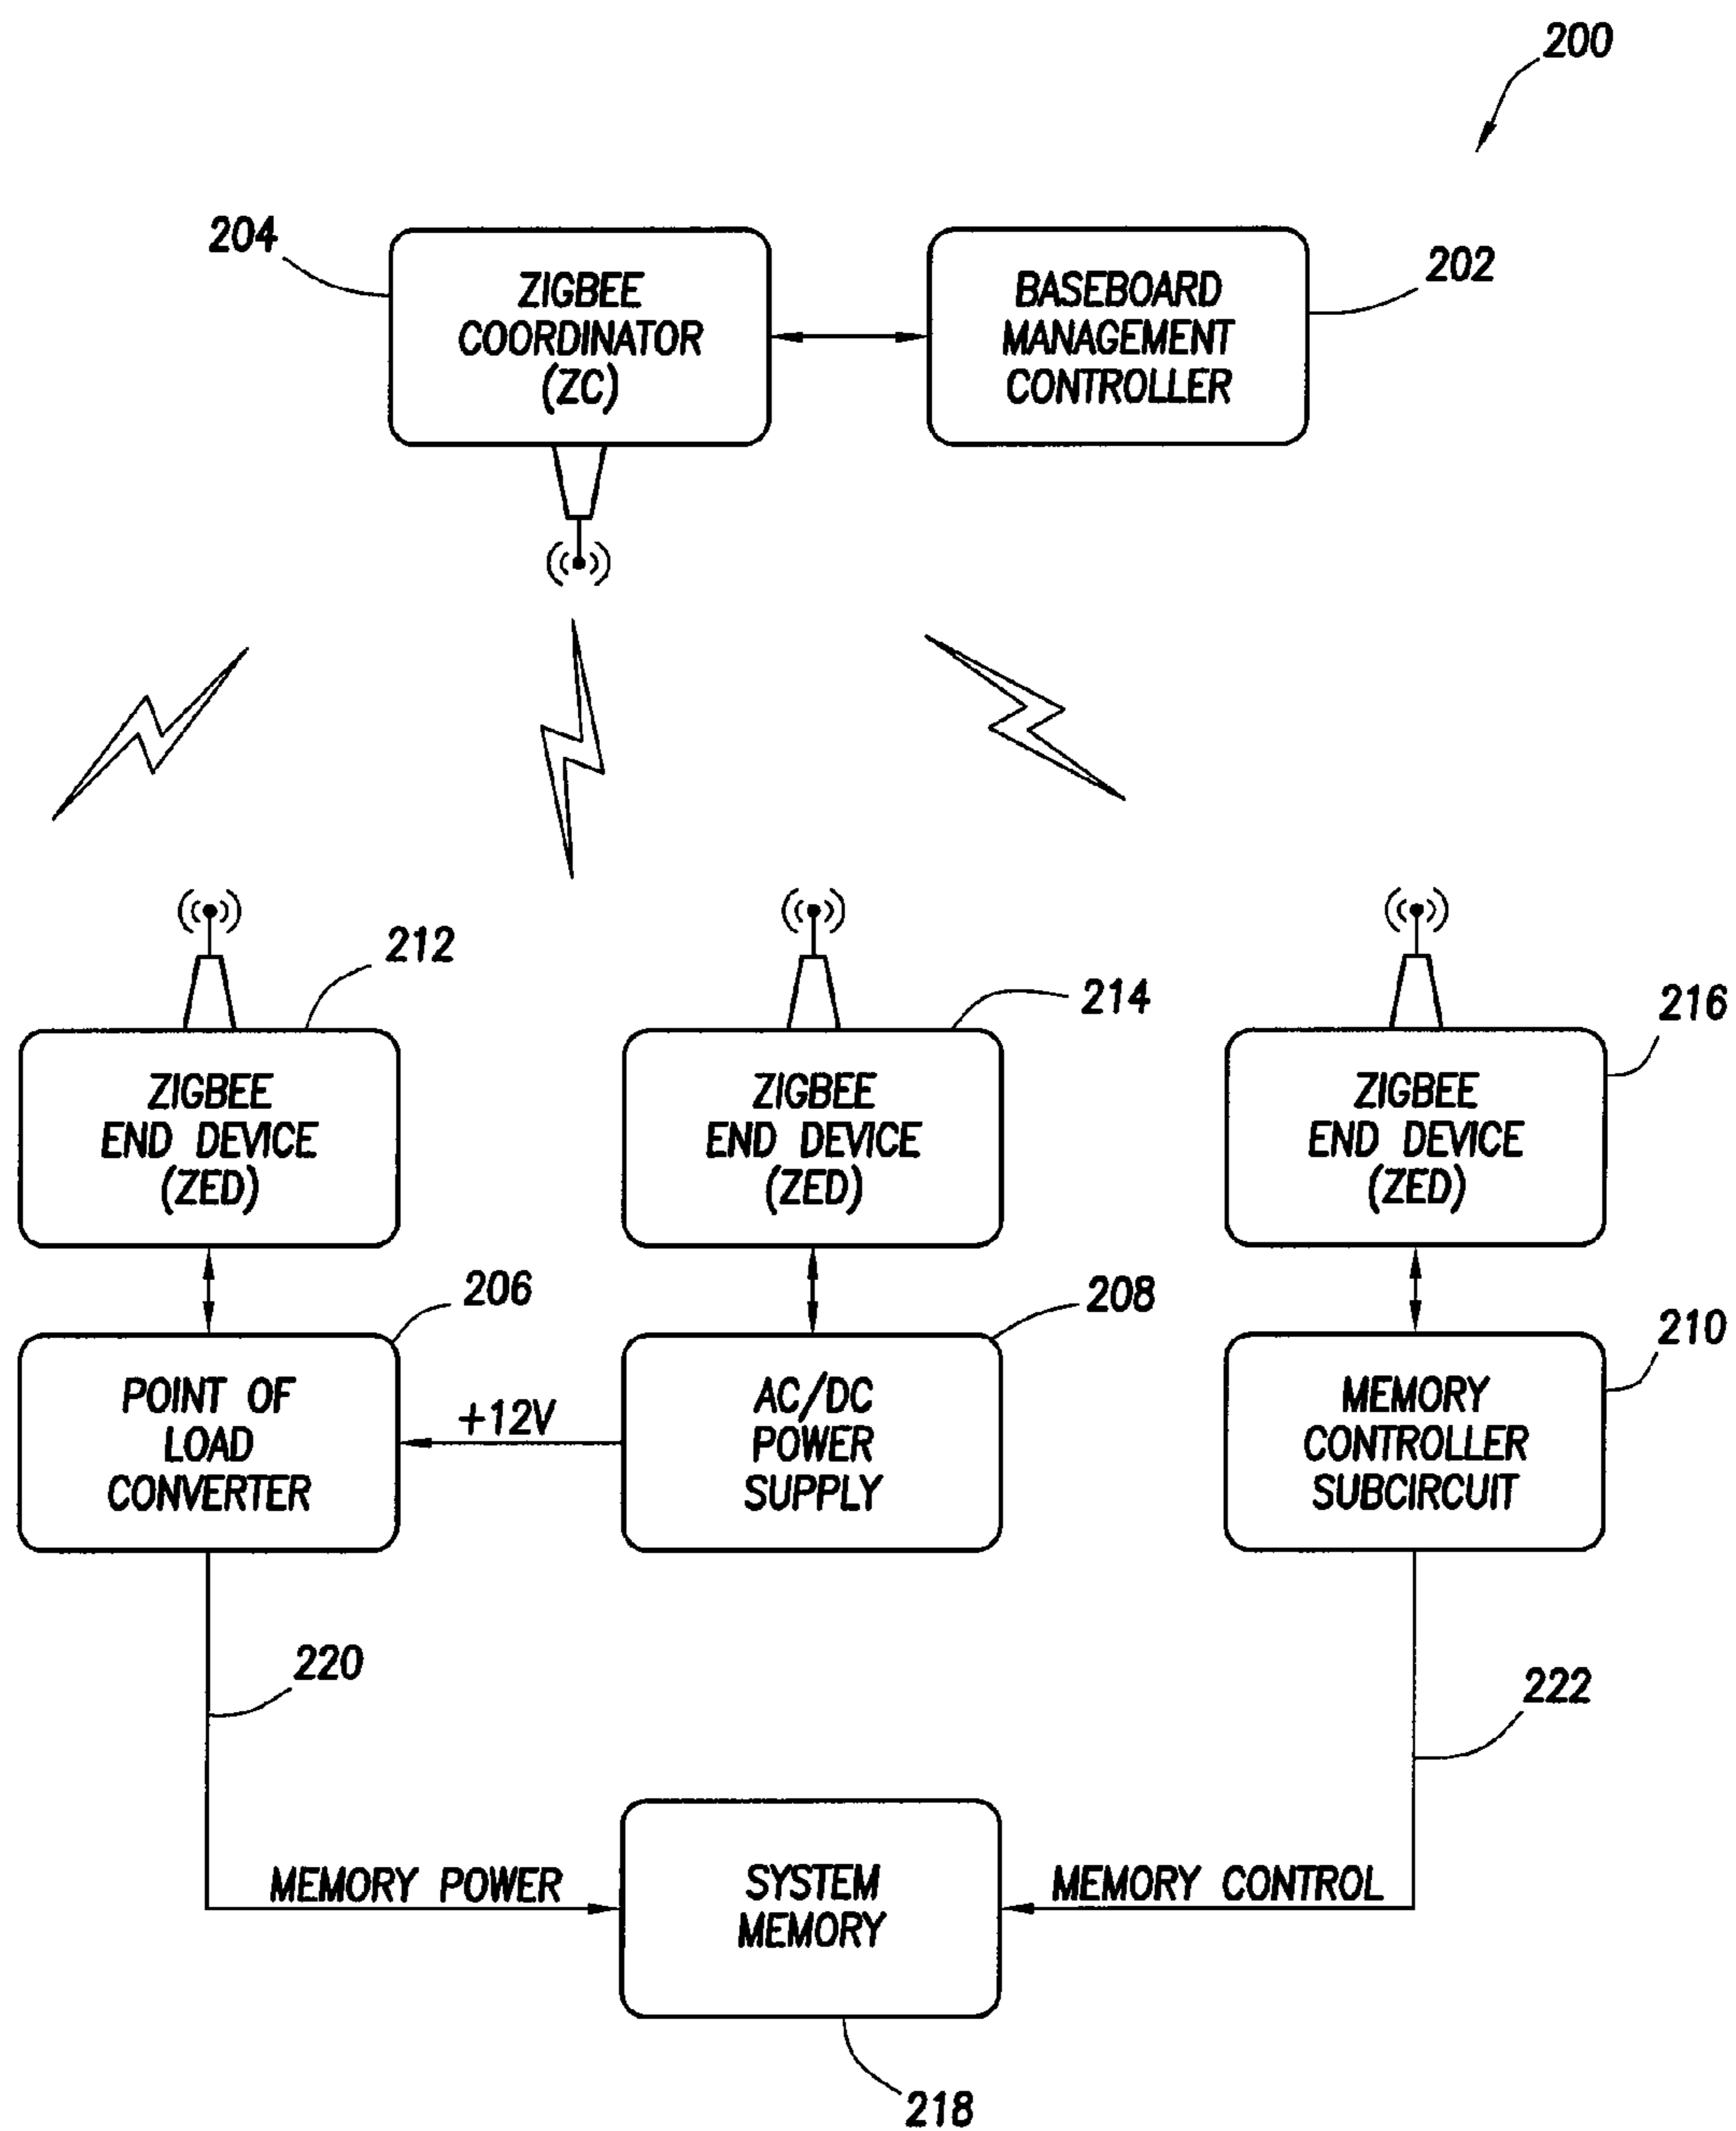 200
204
ZIGBEE
COORDINATOR
(ZC)
BASEBOARD
MANAGEMENT
CONTROLLER
202
212
214
216
ZIGBEE
END DEVICE
(ZED)
ZIGBEE
END DEVICE
(ZED)
ZIGBEE
END DEVICE
(ZED)
206
208
210
POINT OF
LOAD
CONVERTER
+12V
AC/DC
POWER
SUPPLY
MEMORY
CONTROLLER
SUBCIRCUIT
220
222
MEMORY POWER
SYSTEM
MEMORY
MEMORY CONTROL
218